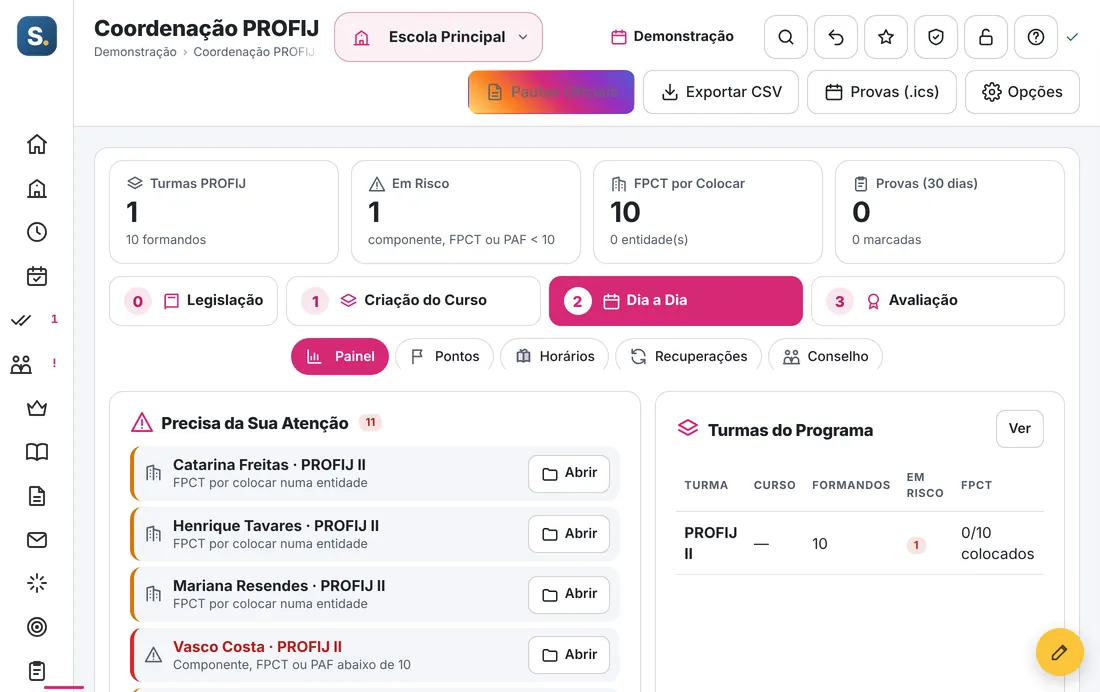 S.
Coordenação PROFIJ
Demonstração › Coordenação PROFIJ
Escola Principal
Demonstração
Pautas Oficiais
Exportar CSV
Provas (.ics)
Opções
Turmas PROFIJ
1
10 formandos
Em Risco
1
componente, FPCT ou PAF < 10
FPCT por Colocar
10
0 entidade(s)
Provas (30 dias)
0
0 marcadas
0 Legislação
1 Criação do Curso
2 Dia a Dia
3 Avaliação
Painel
Pontos
Horários
Recuperações
Conselho
1
!
Precisa da Sua Atenção 11
Catarina Freitas · PROFIJ II
FPCT por colocar numa entidade
Abrir
Henrique Tavares · PROFIJ II
FPCT por colocar numa entidade
Abrir
Mariana Resendes · PROFIJ II
FPCT por colocar numa entidade
Abrir
Vasco Costa · PROFIJ II
Componente, FPCT ou PAF abaixo de 10
Abrir
Turmas do Programa
Ver
TURMA CURSO FORMANDOS EM RISCO FPCT
PROFIJ II — 10 1 0/10 colocados